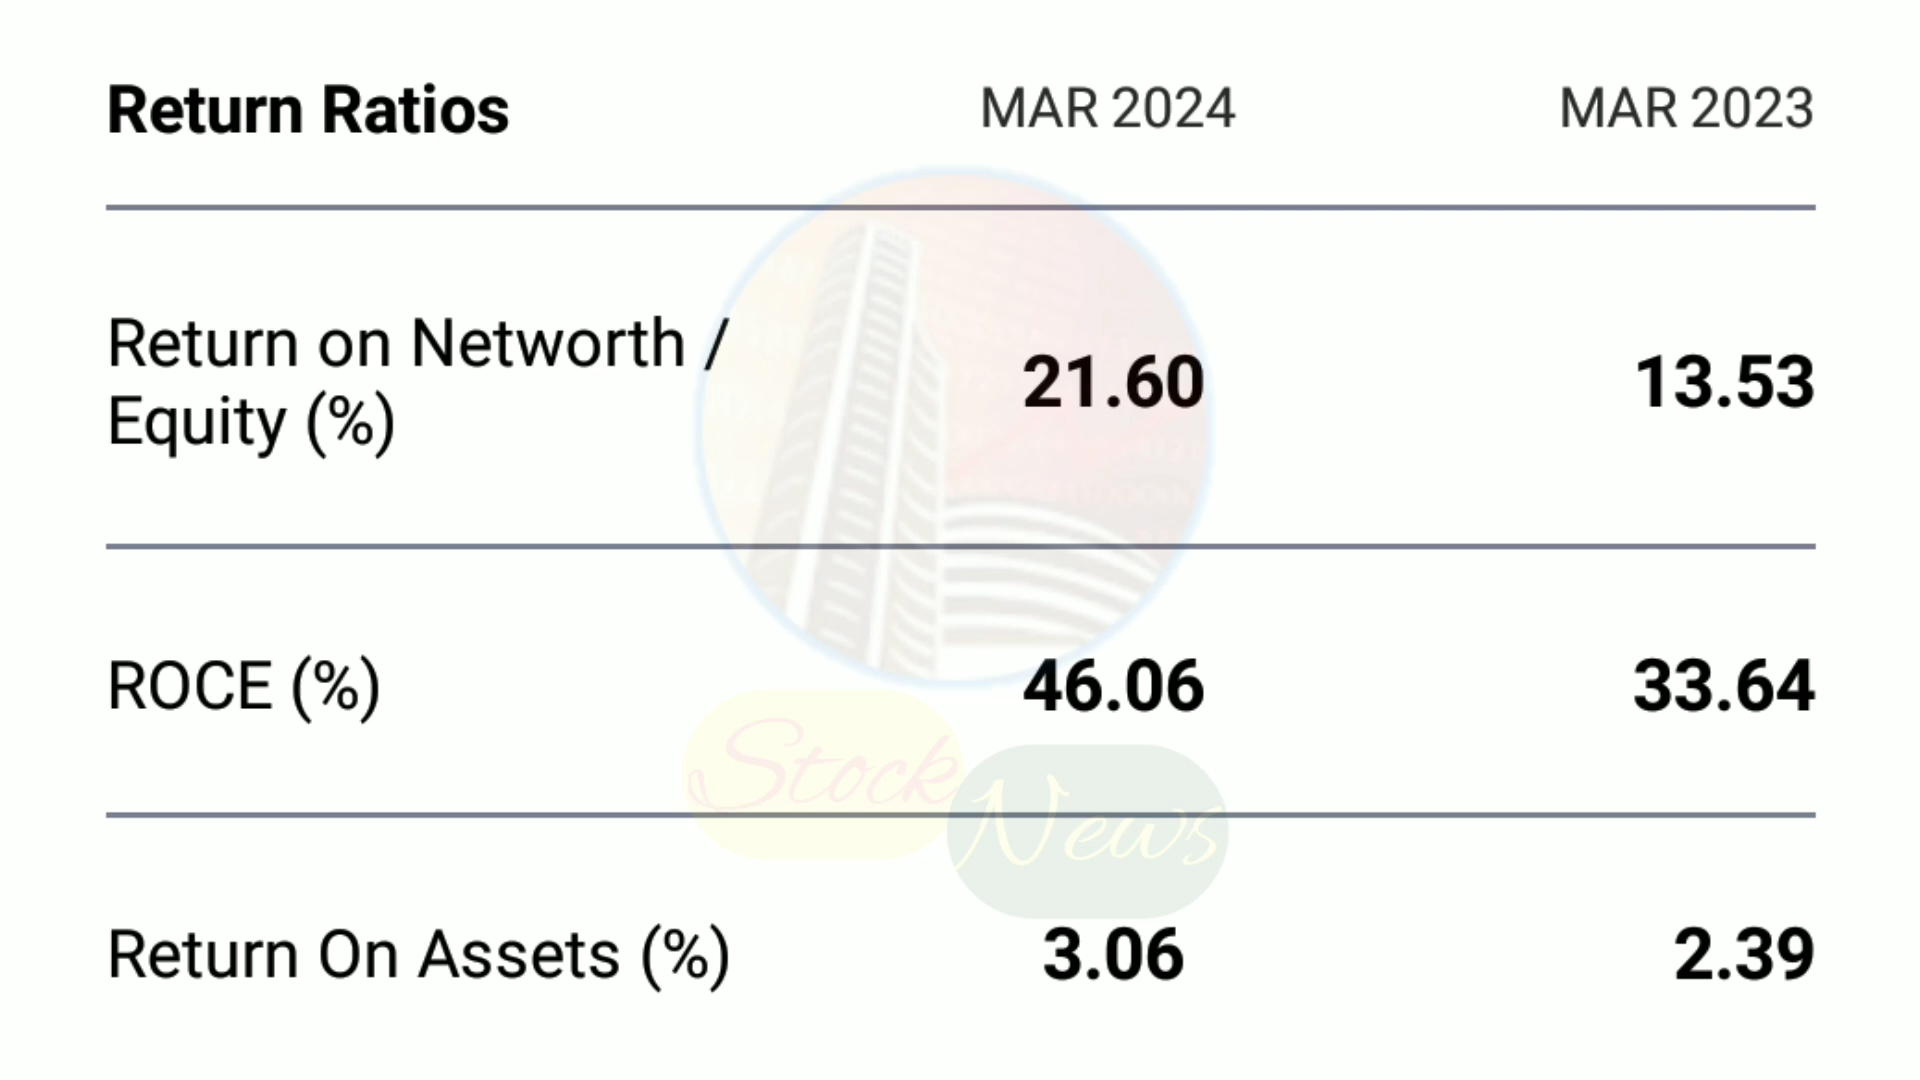 Return Ratios MAR 2024 MAR 2023
Return on Networth /
Equity (%) 21.60 13.53
ROCE (%) 46.06 33.64
Stock
News
Return On Assets (%) 3.06 2.39